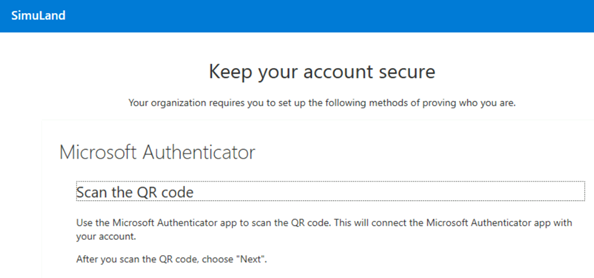 SimuLand
Keep your account secure
Your organization requires you to set up the following methods of proving who you are.
Microsoft Authenticator
Scan the QR code
Use the Microsoft Authenticator app to scan the QR code. This will connect the Microsoft Authenticator app with
your account.
After you scan the QR code, choose "Next".